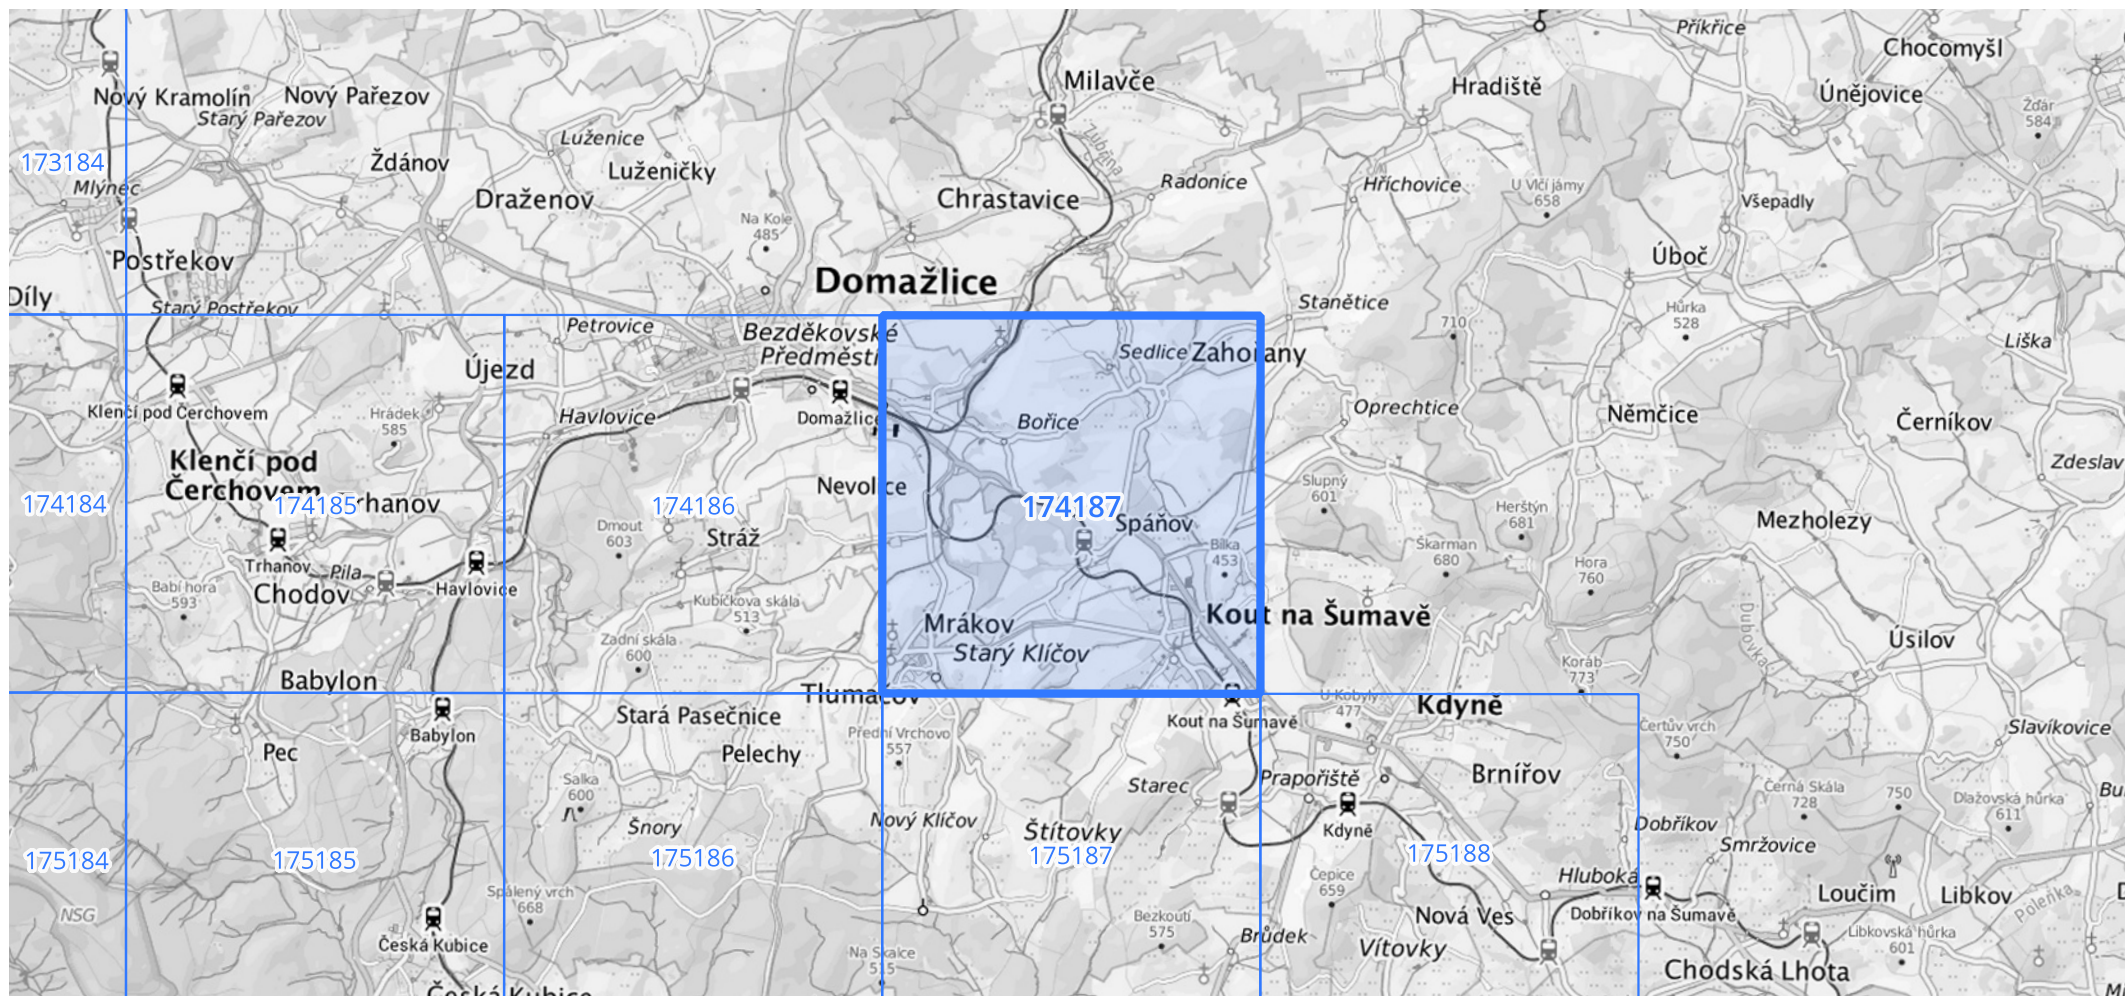 Příkřice
Chocomyšl
Milavče
Hradiště
Únějovice
Nový Kramolín
Nový Pařezov
Starý Pařezov
Žďár
584
Luženice
Zubřina
173184
Ždánov
Luženičky
Mlýnec
Draženov
Chrastavice
Radonice
Hříchovice
U Vlčí jámy
658
Všepadly
Na Kole
485
Postřekov
Úboč
Díly
Domažlice
Starý Postřekov
Stanětice
Hůrka
528
710
Petrovice
Bezděkovské
Předměstí
Sedlice
Zahořany
Liška
Újezd
Klenčí pod Čerchovem
Hrádek
585
Havlovice
Domažlice
Bořice
Oprechtice
Němčice
Černíkov
Klenčí pod
Čerchovem
Zdeslav
Nevolice
Slupný
601
174184
174185
Trhanov
174186
174187
Spáňov
Herštýn
681
Mezholezy
Dmout
603
Stráž
Bílka
453
Škarman
680
Hora
760
Trhanov
Pila
Havlovice
Babí hora
593
Chodov
Kubíčkova skála
513
Kout na Šumavě
Mrákov
Starý Klíčov
Zadní skála
600
Dubovka
Úsilov
Koráb
773
Babylon
Tlumačov
U Kobyly
477
Kdyně
Stará Pasečnice
Kout na Šumavě
Čertův vrch
750
Slavíkovice
Babylon
Přední Vrchovo
557
Pec
Pelechy
Salka
600
Starec
Prapořiště
Brnířov
Černá Skála
728
750
Dlažovská hůrka
611
Šnory
Nový Klíčov
Štítovky
Kdyně
Dobříkov
Smržovice
175184
175185
175186
175187
175188
Spálený vrch
668
Čepice
659
Hluboká
Loučim
Libkov
Poleňka
NSG
Bezkoutí
575
Nová Ves
Dobříkov na Šumavě
Česká Kubice
Na Skalce
515
Brůdek
Vítovky
Libkovská hůrka
601
Chodská Lhota
Česká Kubice